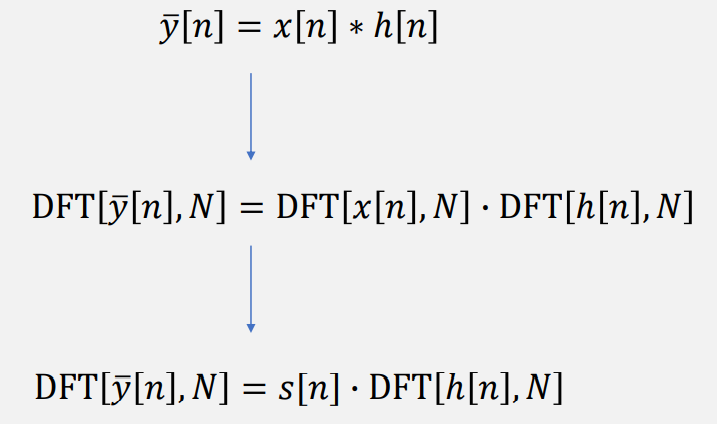 ȳ[n] = x[n] ∗ h[n]
DFT[ȳ[n], N] = DFT[x[n], N] · DFT[h[n], N]
DFT[ȳ[n], N] = s[n] · DFT[h[n], N]